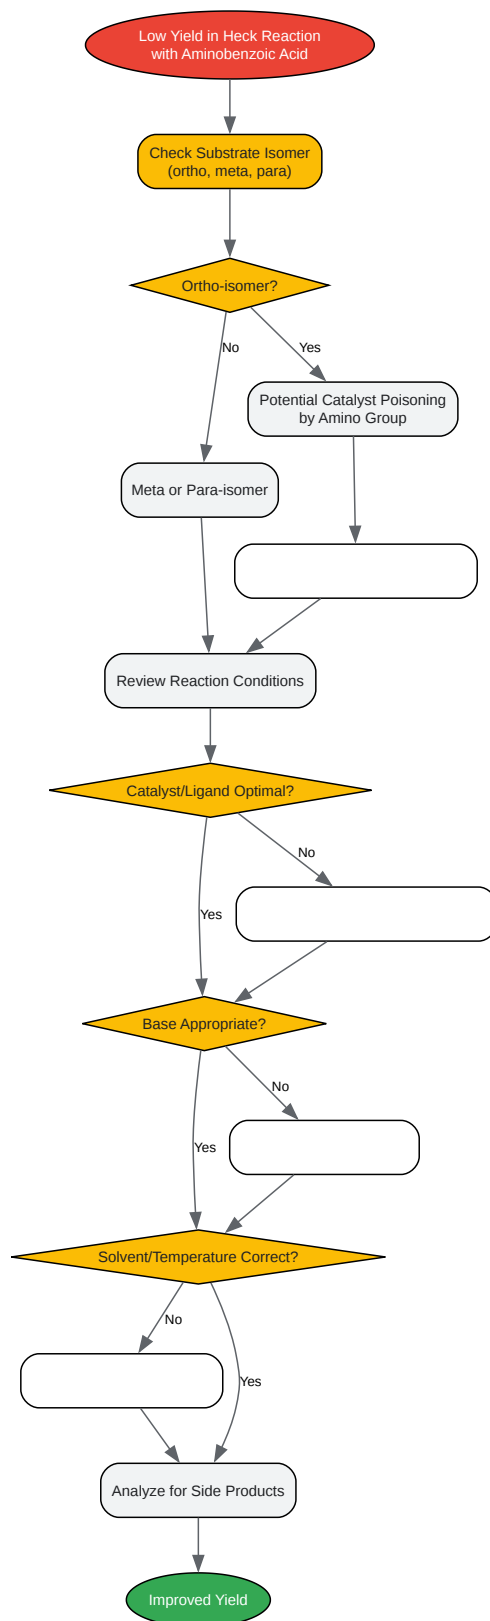 Low Yield in Heck Reaction
with Aminobenzoic Acid
Check Substrate Isomer
(ortho, meta, para)
Ortho-isomer?
No
Yes
Potential Catalyst Poisoning
by Amino Group
Meta or Para-isomer
Review Reaction Conditions
Catalyst/Ligand Optimal?
No
Yes
Base Appropriate?
No
Yes
Solvent/Temperature Correct?
No
Yes
Analyze for Side Products
Improved Yield